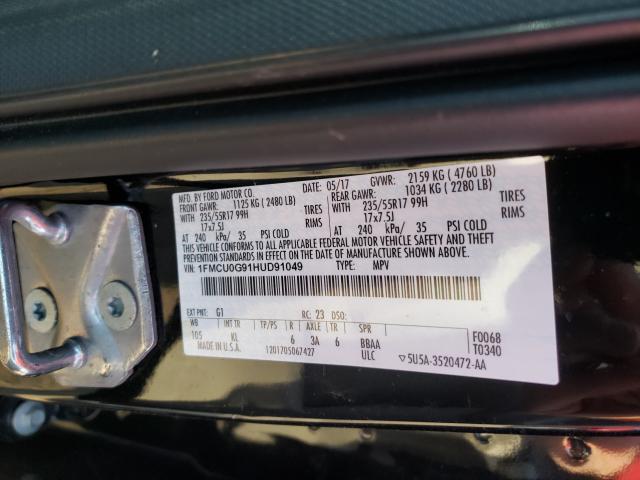 MFD. BY FORD MOTOR CO. 05/17 GVWR: 2159 KG ( 4760 LB)
FRONT GAWR: 1125 KG ( 2480 LB) REAR GAWR: 1034 KG ( 2280 LB)
WITH 235/55R17 99H TIRES WITH 235/55R17 99H TIRES
17x7.5J RIMS 17x7.5J RIMS
AT 240 kPa/ 35 PSI COLD AT 240 kPa/ 35 PSI COLD
THIS VEHICLE CONFORMS TO ALL APPLICABLE FEDERAL MOTOR VEHICLE SAFETY AND THEFT
PREVENTION STANDARDS IN EFFECT ON THE DATE OF MANUFACTURE SHOWN ABOVE.
VIN: 1FMCU0G91HUD91049 TYPE: MPV
EXT PNT: G1 RC: 23 DSO:
WB INT TR TP/PS R AXLE TR SPR F0068
105 KL 6 3A 6 BBAA T0340
MADE IN U.S.A. 1201705067427 ULC 5U5A-3520472-AA